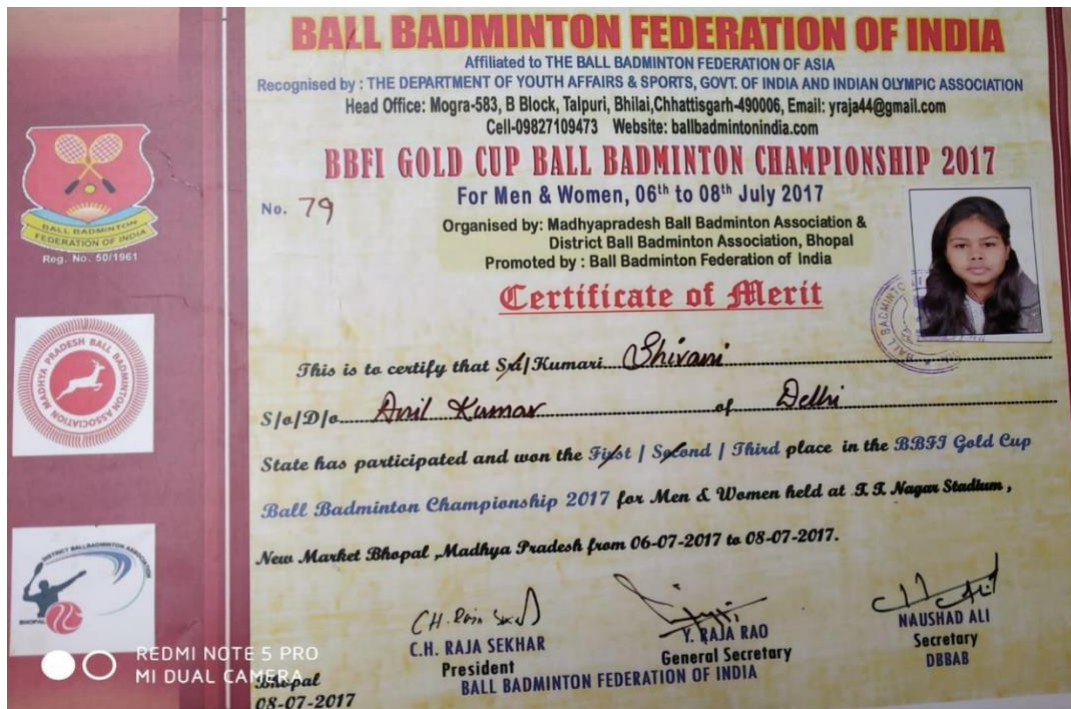 BALL BADMINTON FEDERATION OF INDIA
Affiliated to THE BALL BADMINTON FEDERATION OF ASIA
Recognised by : THE DEPARTMENT OF YOUTH AFFAIRS & SPORTS, GOVT. OF INDIA AND INDIAN OLYMPIC ASSOCIATION
Head Office: Mogra-583, B Block, Talpuri, Bhilai,Chhattisgarh-490006, Email: yraja44@gmail.com
Cell-09827109473 Website: ballbadmintonindia.com
BBFI GOLD CUP BALL BADMINTON CHAMPIONSHIP 2017
For Men & Women, 06th to 08th July 2017
No. 79
Organised by: Madhyapradesh Ball Badminton Association &
District Ball Badminton Association, Bhopal
Promoted by : Ball Badminton Federation of India
Certificate of Merit
This is to certify that Sri/Kumari Shivani
S/o/D/o Anil Kumar of Delhi
State has participated and won the First / Second / Third place in the BBFI Gold Cup
Ball Badminton Championship 2017 for Men & Women held at T.T. Nagar Stadium ,
New Market Bhopal ,Madhya Pradesh from 06-07-2017 to 08-07-2017.
C.H. RAJA SEKHAR
President
Y. RAJA RAO
General Secretary
BALL BADMINTON FEDERATION OF INDIA
NAUSHAD ALI
Secretary
DBBAB
Bhopal
08-07-2017
BALL BADMINTON
FEDERATION OF INDIA
Reg. No. 50/1961
MADHYA PRADESH BALL BADMINTON ASSOCIATION
DISTRICT BALLBADMINTON ASSOCIATION
BHOPAL
REDMI NOTE 5 PRO
MI DUAL CAMERA